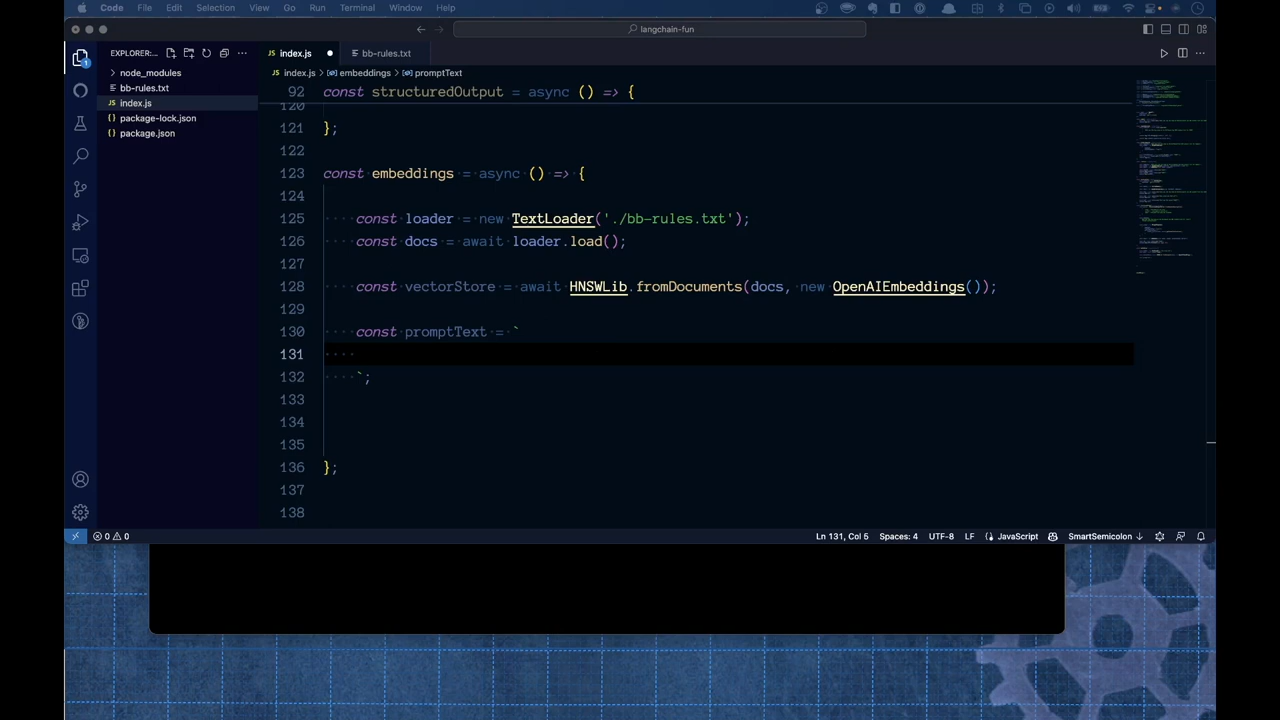 Code File Edit Selection View Go Run Terminal Window Help
langchain-fun
EXPLORER:... index.js bb-rules.txt
node_modules
bb-rules.txt
index.js
package-lock.json
package.json
index.js > embeddings > promptText
92 const structuredOutput = async () => {
120
121 };
122
123 const embeddings = async () => {
124
125 const loader = new TextLoader('./bb-rules.txt');
126 const docs = await loader.load();
127
128 const vectorStore = await HNSWLib.fromDocuments(docs, new OpenAIEmbeddings());
129
130 const promptText = `
131
132 `;
133
134
135
136 };
137
138
0 0 Ln 131, Col 5 Spaces: 4 UTF-8 LF JavaScript SmartSemicolon